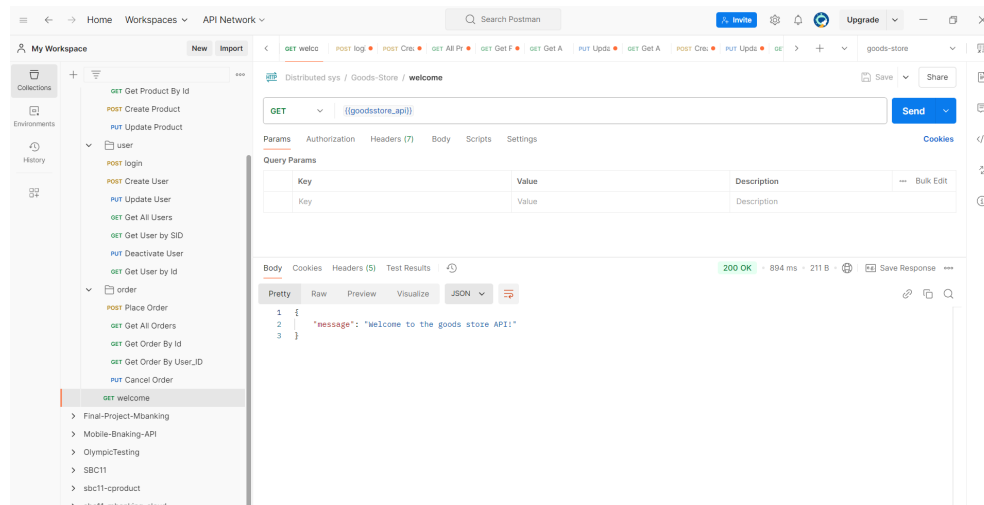 Home Workspaces API Network
Search Postman
Invite
Upgrade
My Workspace New Import
GET welco POST logi GET All Pr GET Get F GET Get A PUT Upda GET Get A PUT Upda GE goods-store
Collections
Environments
History
GET Get Product By Id
POST Create Product
PUT Update Product
user
POST login
POST Create User
PUT Update User
GET Get All Users
GET Get User by SID
PUT Deactivate User
GET Get User by Id
order
POST Place Order
GET Get All Orders
GET Get Order By Id
GET Get Order By User_ID
PUT Cancel Order
GET welcome
Final-Project-Mbanking
Mobile-Bnaking-API
OlympicTesting
SBC11
sbc11-cproduct
HTTP Distributed sys / Goods-Store / welcome Save Share
GET {{goodsstore_api}} Send
Params Authorization Headers (7) Body Scripts Settings Cookies
Query Params
Key Value Description Bulk Edit
Key Value Description
Body Cookies Headers (5) Test Results 200 OK 894 ms 211 B Save Response
Pretty Raw Preview Visualize JSON
1 {
2 "message": "Welcome to the goods store API:"
3 }